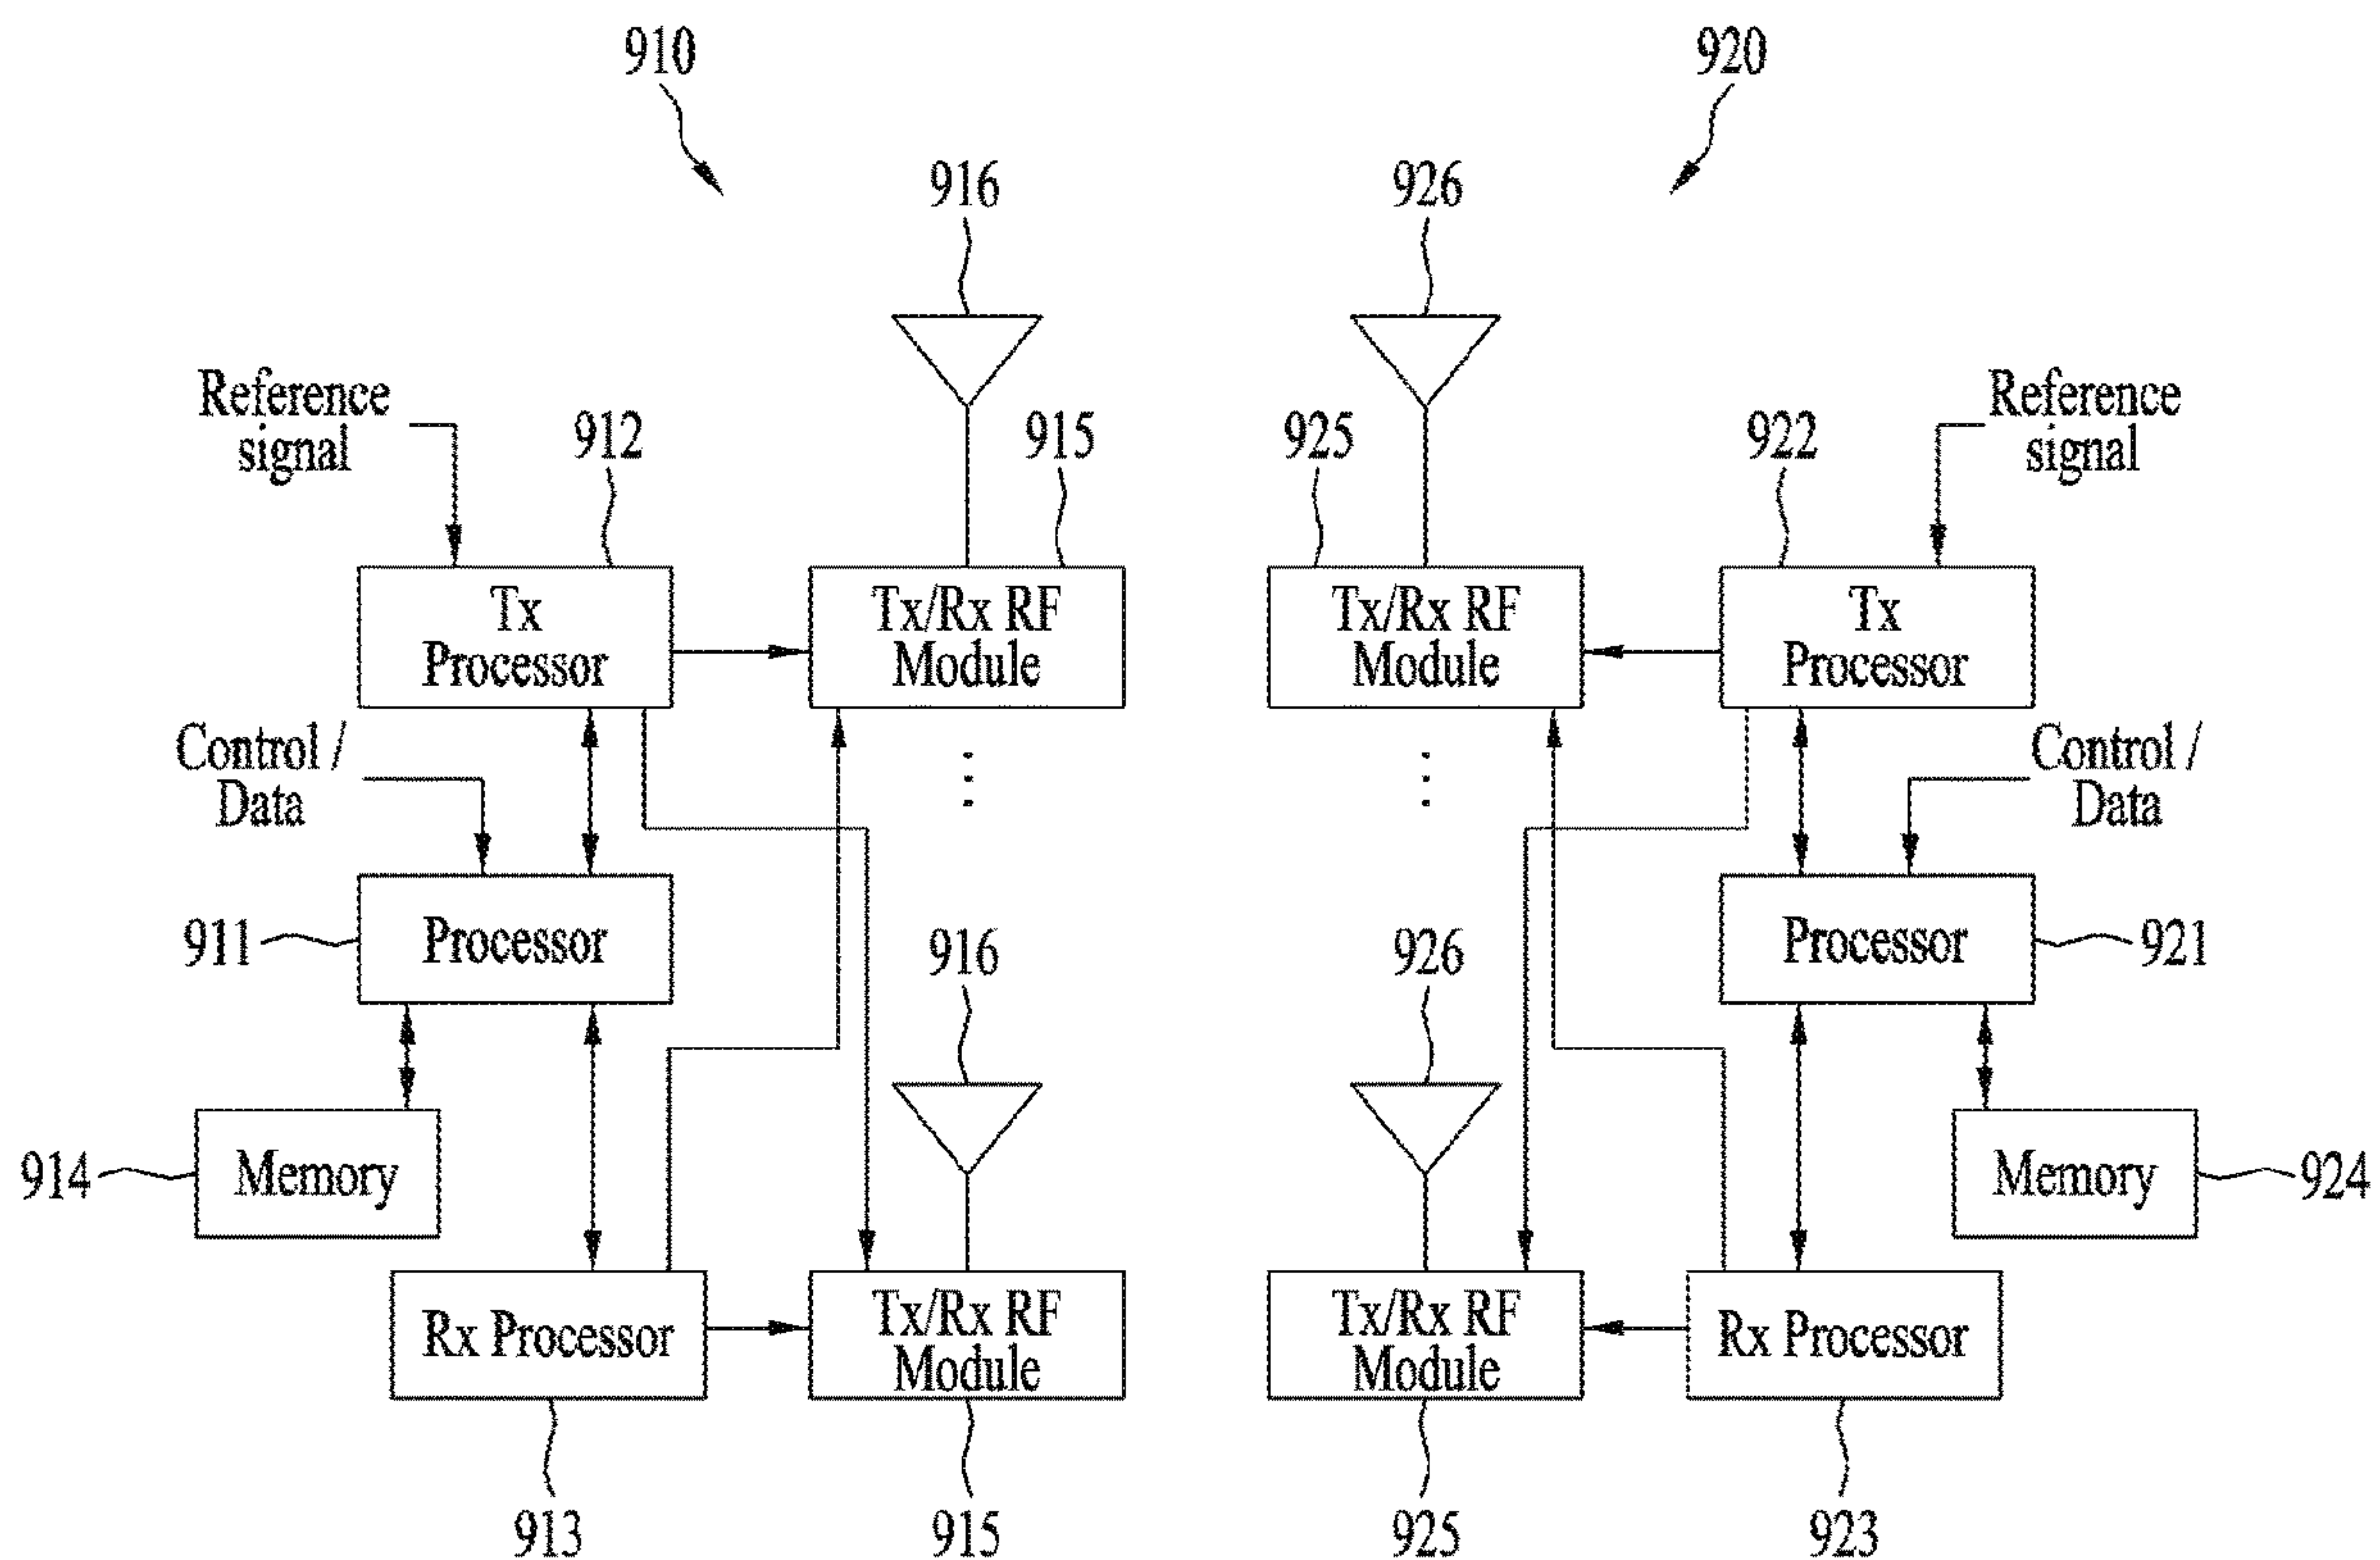 910
920
916
926
Reference
signal
912
915
925
922
Reference
signal
Tx
Processor
Tx/Rx RF
Module
Tx/Rx RF
Module
Tx
Processor
Control /
Data
Control /
Data
911
Processor
916
926
Processor
921
914
Memory
Memory
924
Rx Processor
Tx/Rx RF
Module
Tx/Rx RF
Module
Rx Processor
913
915
925
923